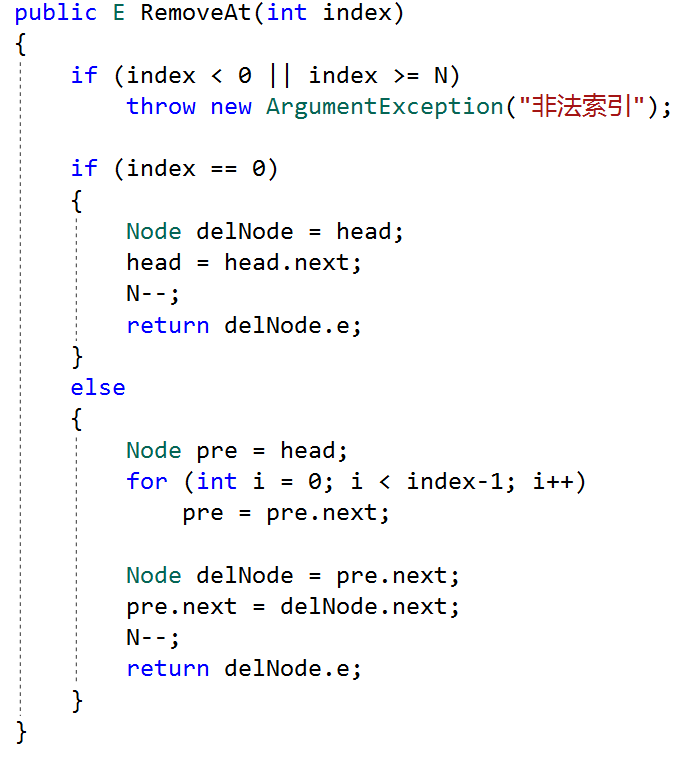 public E RemoveAt(int index)
{
    if (index < 0 || index >= N)
        throw new ArgumentException("非法索引");

    if (index == 0)
    {
        Node delNode = head;
        head = head.next;
        N--;
        return delNode.e;
    }
    else
    {
        Node pre = head;
        for (int i = 0; i < index-1; i++)
            pre = pre.next;

        Node delNode = pre.next;
        pre.next = delNode.next;
        N--;
        return delNode.e;
    }
}